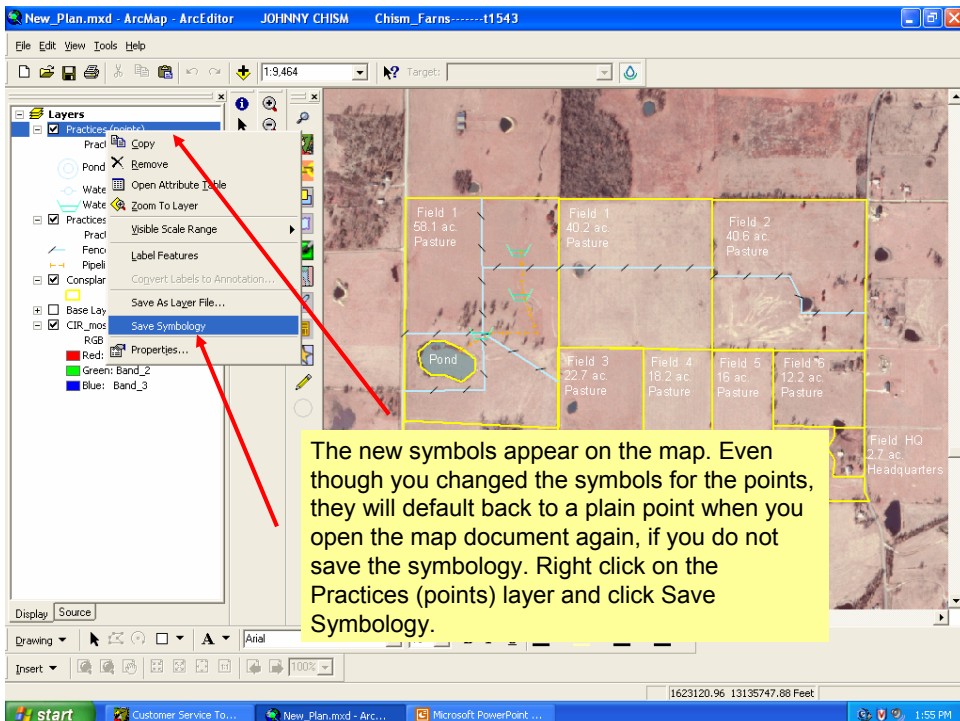 New_Plan.mxd - ArcMap - ArcEditor JOHNNY CHISM Chism_Farns-------t1543
File Edit View Tools Help
1:9,464
Target:
Layers
Practices (points)
Prac
Pond
Wate
Wate
Practices
Prac
Fenc
Pipeli
Consplar
Base Lay
CIR_mos
RGB
Red:
Green: Band_2
Blue: Band_3
Copy
Remove
Open Attribute Table
Zoom To Layer
Visible Scale Range
Label Features
Convert Labels to Annotation...
Save As Layer File...
Save Symbology
Properties...
Field 1
58.1 ac.
Pasture
Field 1
40.2 ac.
Pasture
Field 2
40.6 ac.
Pasture
Pond
Field 3
22.7 ac.
Pasture
Field 4
18.2 ac.
Pasture
Field 5
16 ac.
Pasture
Field 6
12.2 ac.
Pasture
Field HQ
2.7 ac.
Headquarters
The new symbols appear on the map. Even
though you changed the symbols for the points,
they will default back to a plain point when you
open the map document again, if you do not
save the symbology. Right click on the
Practices (points) layer and click Save
Symbology.
Display Source
Drawing A Arial
Insert 100%
1623120.96 13135747.88 Feet
start Customer Service To... New_Plan.mxd - Arc... Microsoft PowerPoint ... 1:55 PM